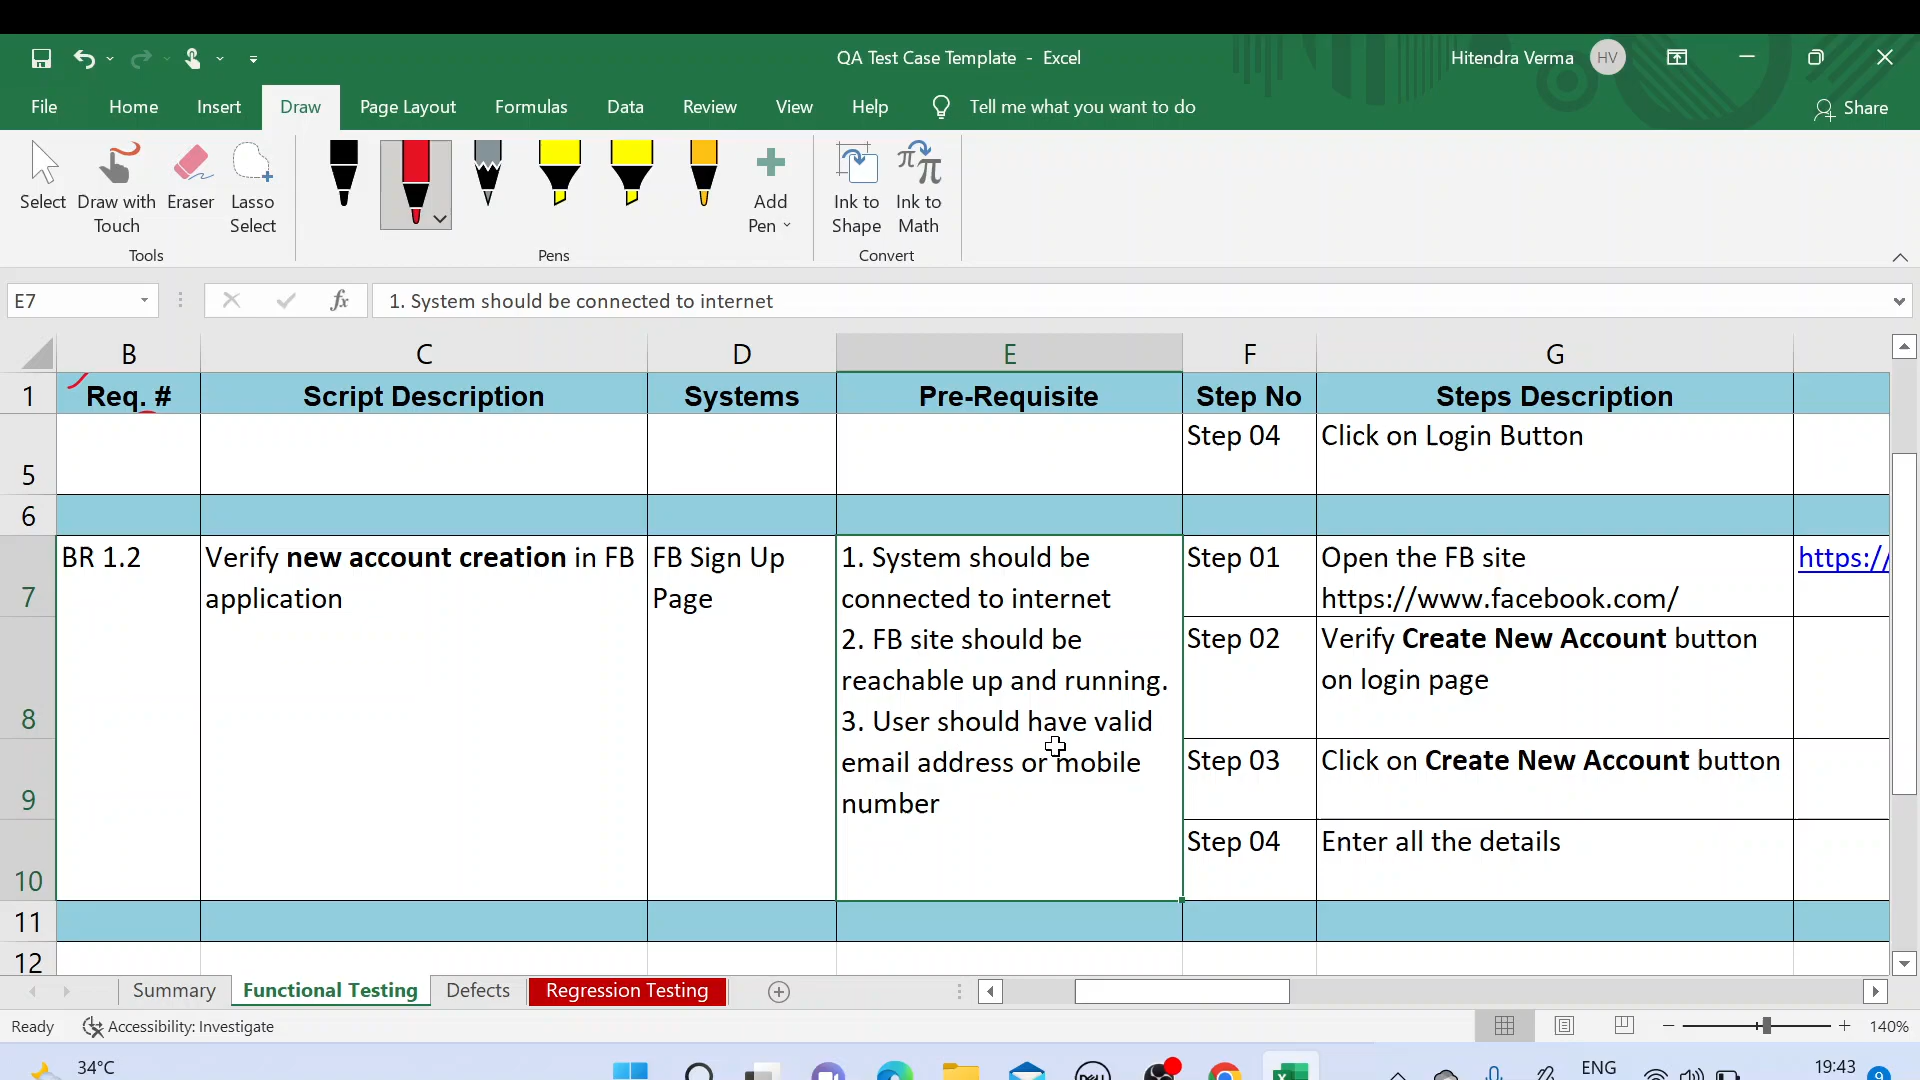 QA Test Case Template - Excel
Hitendra Verma HV
File Home Insert Draw Page Layout Formulas Data Review View Help Tell me what you want to do Share
Select Draw with Touch Eraser Lasso Select
Add Pen
Ink to Shape Ink to Math
Tools Pens Convert
E7 fx 1. System should be connected to internet
B C D E F G
1 Req. # Script Description Systems Pre-Requisite Step No Steps Description
5 Step 04 Click on Login Button
6
7 BR 1.2 Verify new account creation in FB
application
FB Sign Up
Page
1. System should be
connected to internet
2. FB site should be
reachable up and running.
3. User should have valid
email address or mobile
number
Step 01 Open the FB site
https://www.facebook.com/
https://
8 Step 02 Verify Create New Account button
on login page
9 Step 03 Click on Create New Account button
10 Step 04 Enter all the details
11
12
Summary Functional Testing Defects Regression Testing
Ready Accessibility: Investigate 140%
34°C DELL ENG 19:43 9